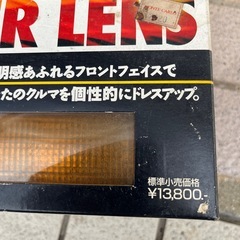 R LENS
明感あふれるフロントフェイスで
たのクルマを個性的にドレスアップ。
標準小売価格
¥13,800-